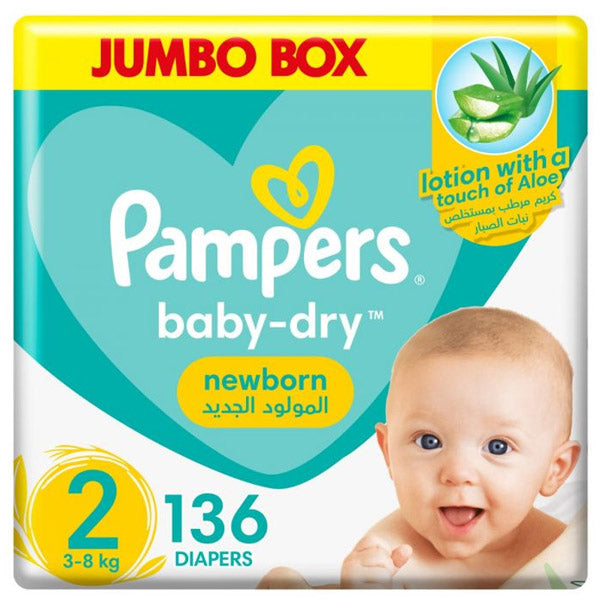 JUMBO BOX
lotion with a
touch of Aloe
كريم مرطب بمستخلص
نبات الصبار
Pampers®
baby-dry™
newborn
المولود الجديد
2
3-8 kg
136
DIAPERS